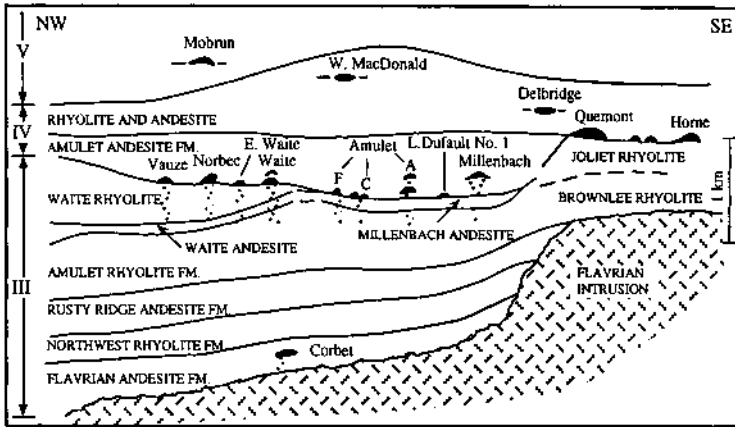 NW
SE
V
Mobrun
W. MacDonald
Delbridge
Quemont
Horne
IV
RHYOLITE AND ANDESITE
AMULET ANDESITE FM.
E. Waite
Amulet
L. Dufault No. 1
Vauze
Norbec
Waite
F
C
A
Millenbach
JOLIET RHYOLITE
WAITE RHYOLITE
BROWNLEE RHYOLITE
1 km
WAITE ANDESITE
MILLENBACH ANDESITE
III
AMULET RHYOLITE FM.
FLAVRIAN
INTRUSION
RUSTY RIDGE ANDESITE FM.
NORTHWEST RHYOLITE FM.
Corbet
FLAVRIAN ANDESITE FM.